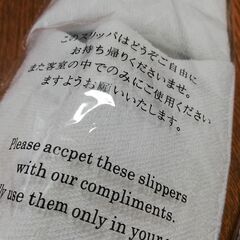 このスリッパはどうぞご自由に
お持ち帰りくださいませ。
また客室の中でのみにご使用ください
ますようお願いいたします。
Please accpet these slippers
with our compliments.
use them only in your